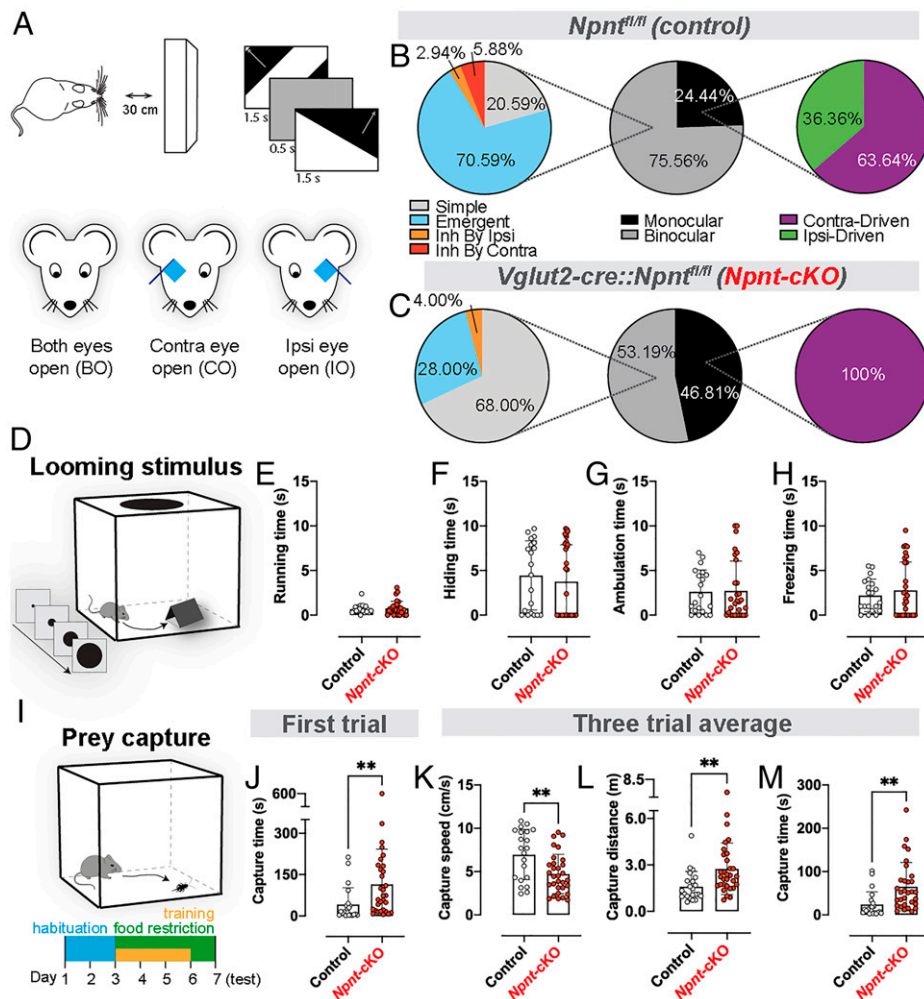 A
30 cm
1.5 s
0.5 s
1.5 s
Both eyes
open (BO)
Contra eye
open (CO)
Ipsi eye
open (IO)
Npnt^fl/fl (control)
B
2.94%
5.88%
20.59%
70.59%
24.44%
75.56%
36.36%
63.64%
Simple
Emergent
Inh By Ipsi
Inh By Contra
Monocular
Binocular
Contra-Driven
Ipsi-Driven
Vglut2-cre::Npnt^fl/fl (Npnt-cKO)
C
4.00%
28.00%
68.00%
53.19%
46.81%
100%
D
Looming stimulus
E
Running time (s)
15
10
5
0
Control
Npnt-cKO
F
Hiding time (s)
15
10
5
0
Control
Npnt-cKO
G
Ambulation time (s)
15
10
5
0
Control
Npnt-cKO
H
Freezing time (s)
15
10
5
0
Control
Npnt-cKO
I
Prey capture
training
habituation food restriction
Day 1 2 3 4 5 6 7 (test)
First trial
Three trial average
J
Capture time (s)
600
300
150
0
**
Control
Npnt-cKO
K
Capture speed (cm/s)
15
10
5
0
**
Control
Npnt-cKO
L
Capture distance (m)
8.5
6.0
3.0
0.0
**
Control
Npnt-cKO
M
Capture time (s)
300
200
100
0
**
Control
Npnt-cKO